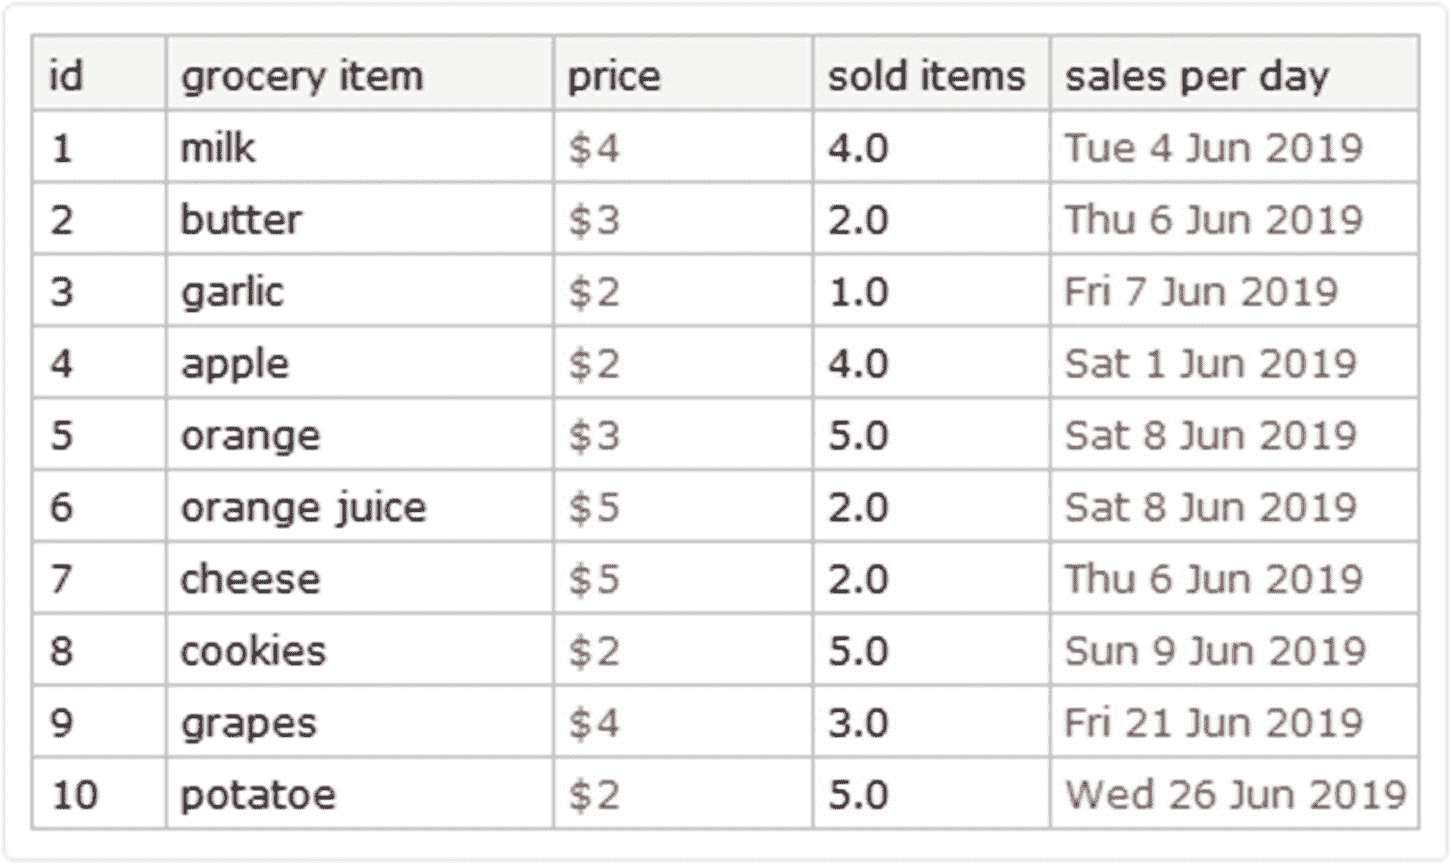 id grocery item price sold items sales per day
1 milk $4 4.0 Tue 4 Jun 2019
2 butter $3 2.0 Thu 6 Jun 2019
3 garlic $2 1.0 Fri 7 Jun 2019
4 apple $2 4.0 Sat 1 Jun 2019
5 orange $3 5.0 Sat 8 Jun 2019
6 orange juice $5 2.0 Sat 8 Jun 2019
7 cheese $5 2.0 Thu 6 Jun 2019
8 cookies $2 5.0 Sun 9 Jun 2019
9 grapes $4 3.0 Fri 21 Jun 2019
10 potatoe $2 5.0 Wed 26 Jun 2019